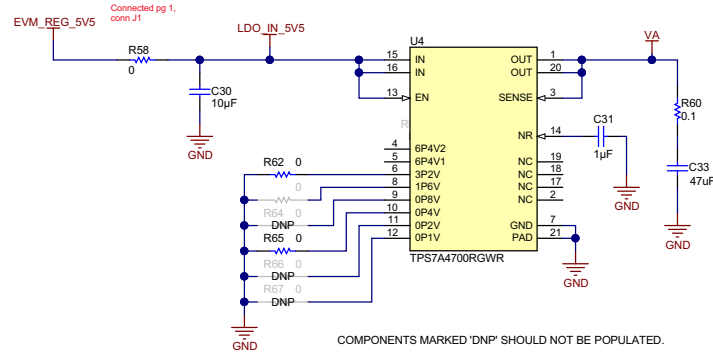 Connected pg 1,
conn J1
EVM_REG_5V5
LDO_IN_5V5
VA
R58
0
C30
10µF
GND
U4
15 IN OUT 1
16 IN OUT 20
13 EN SENSE 3
R
NR 14
4 6P4V2
5 6P4V1 NC 19
6 3P2V NC 18
8 1P6V NC 17
9 0P8V NC 2
10 0P4V
11 0P2V GND 7
12 0P1V PAD 21
TPS7A4700RGWR
R62 0
0
R64 DNP
R65 0
R66 0
R67 0
DNP
GND
C31
1µF
GND
R60
0.1
C33
47uF
GND
GND
COMPONENTS MARKED 'DNP' SHOULD NOT BE POPULATED.